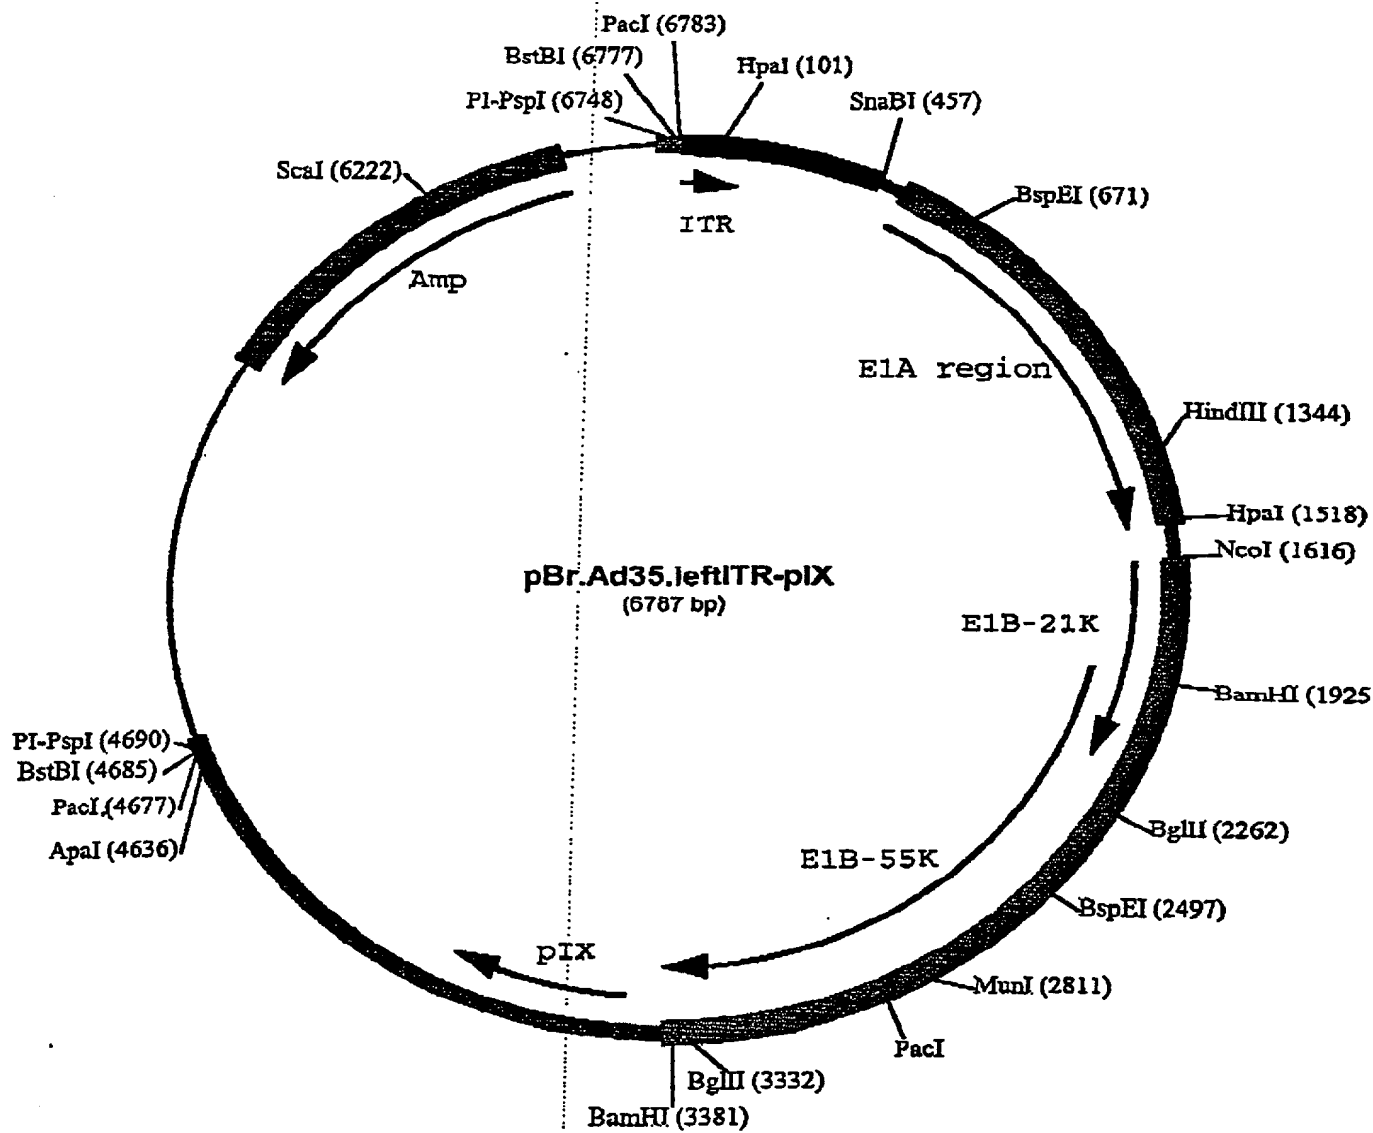 PacI (6783)
BstBI (6777)
HpaI (101)
PI-PspI (6748)
SnaBI (457)
ScaI (6222)
BspEI (671)
ITR
Amp
E1A region
HindIII (1344)
HpaI (1518)
NcoI (1616)
pBr.Ad35.leftITR-pIX
(6787 bp)
E1B-21K
BamHI (1925
PI-PspI (4690)
BstBI (4685)
PacI,(4677)
ApaI (4636)
BglII (2262)
E1B-55K
BspEI (2497)
pIX
MunI (2811)
PacI
BglII (3332)
BamHI (3381)